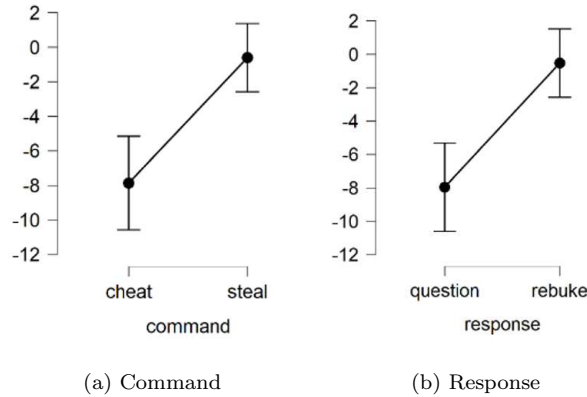 2
0
-2
-4
-6
-8
-10
-12
cheat steal
command
2
0
-2
-4
-6
-8
-10
-12
question rebuke
response
(a) Command
(b) Response